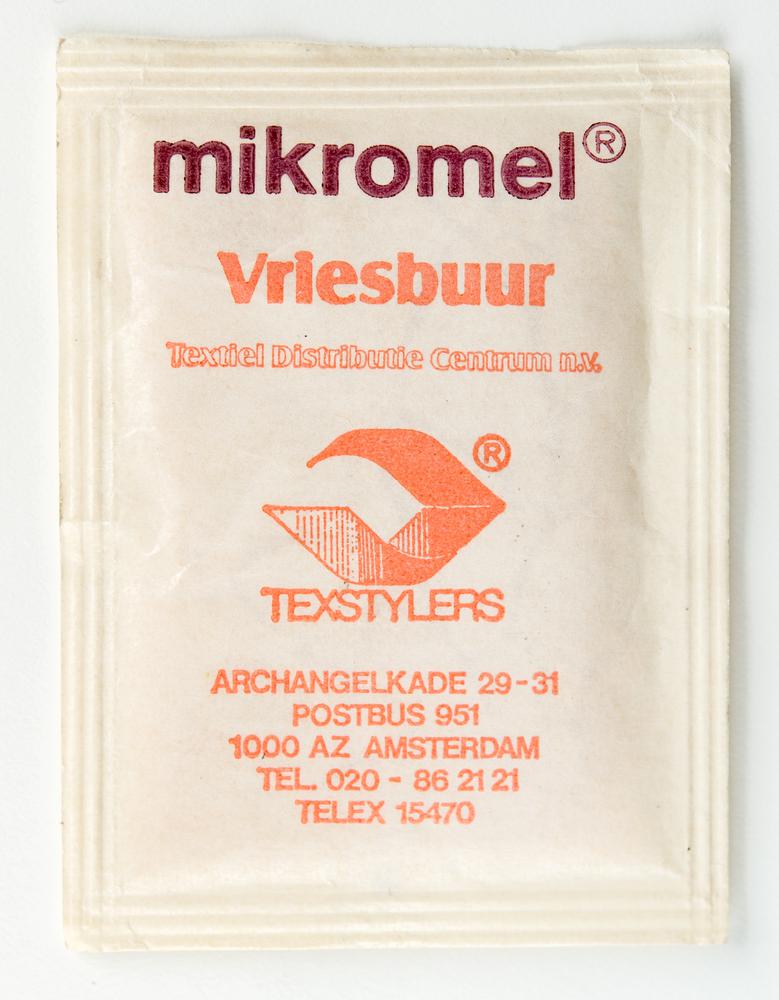 mikromel®
Vriesbuur
Textiel Distributie Centrum n.v.
®
TEXSTYLERS
ARCHANGELKADE 29-31
POSTBUS 951
1000 AZ AMSTERDAM
TEL. 020 - 86 21 21
TELEX 15470